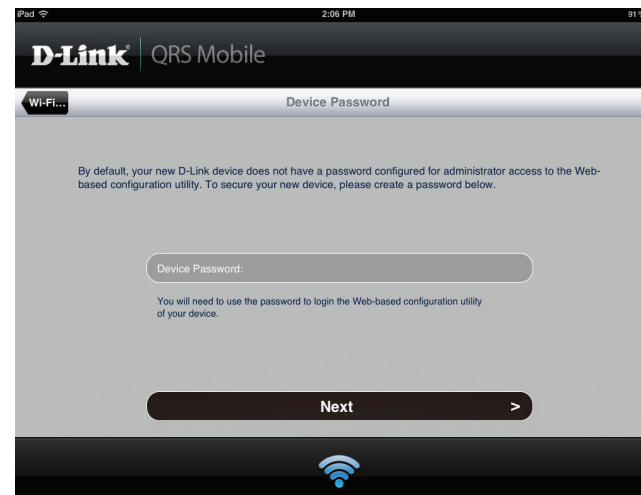 iPad 2:06 PM 91%
D-Link QRS Mobile
Wi-Fi... Device Password
By default, your new D-Link device does not have a password configured for administrator access to the Web-
based configuration utility. To secure your new device, please create a password below.
Device Password:
You will need to use the password to login the Web-based configuration utility
of your device.
Next >